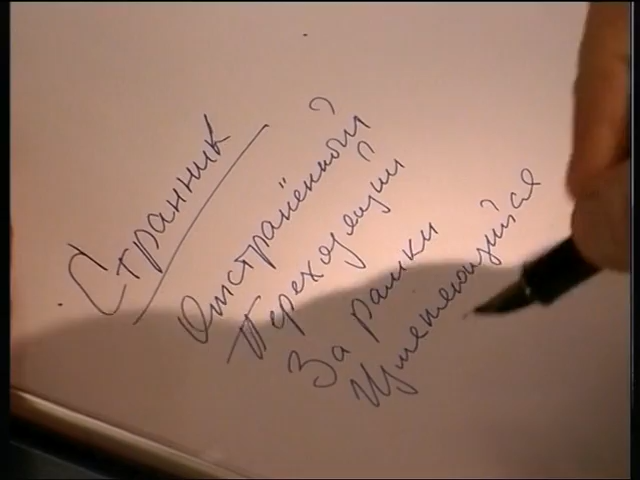 Странник
Отстранённый
Переходящий
За рамки
Изменяющийся